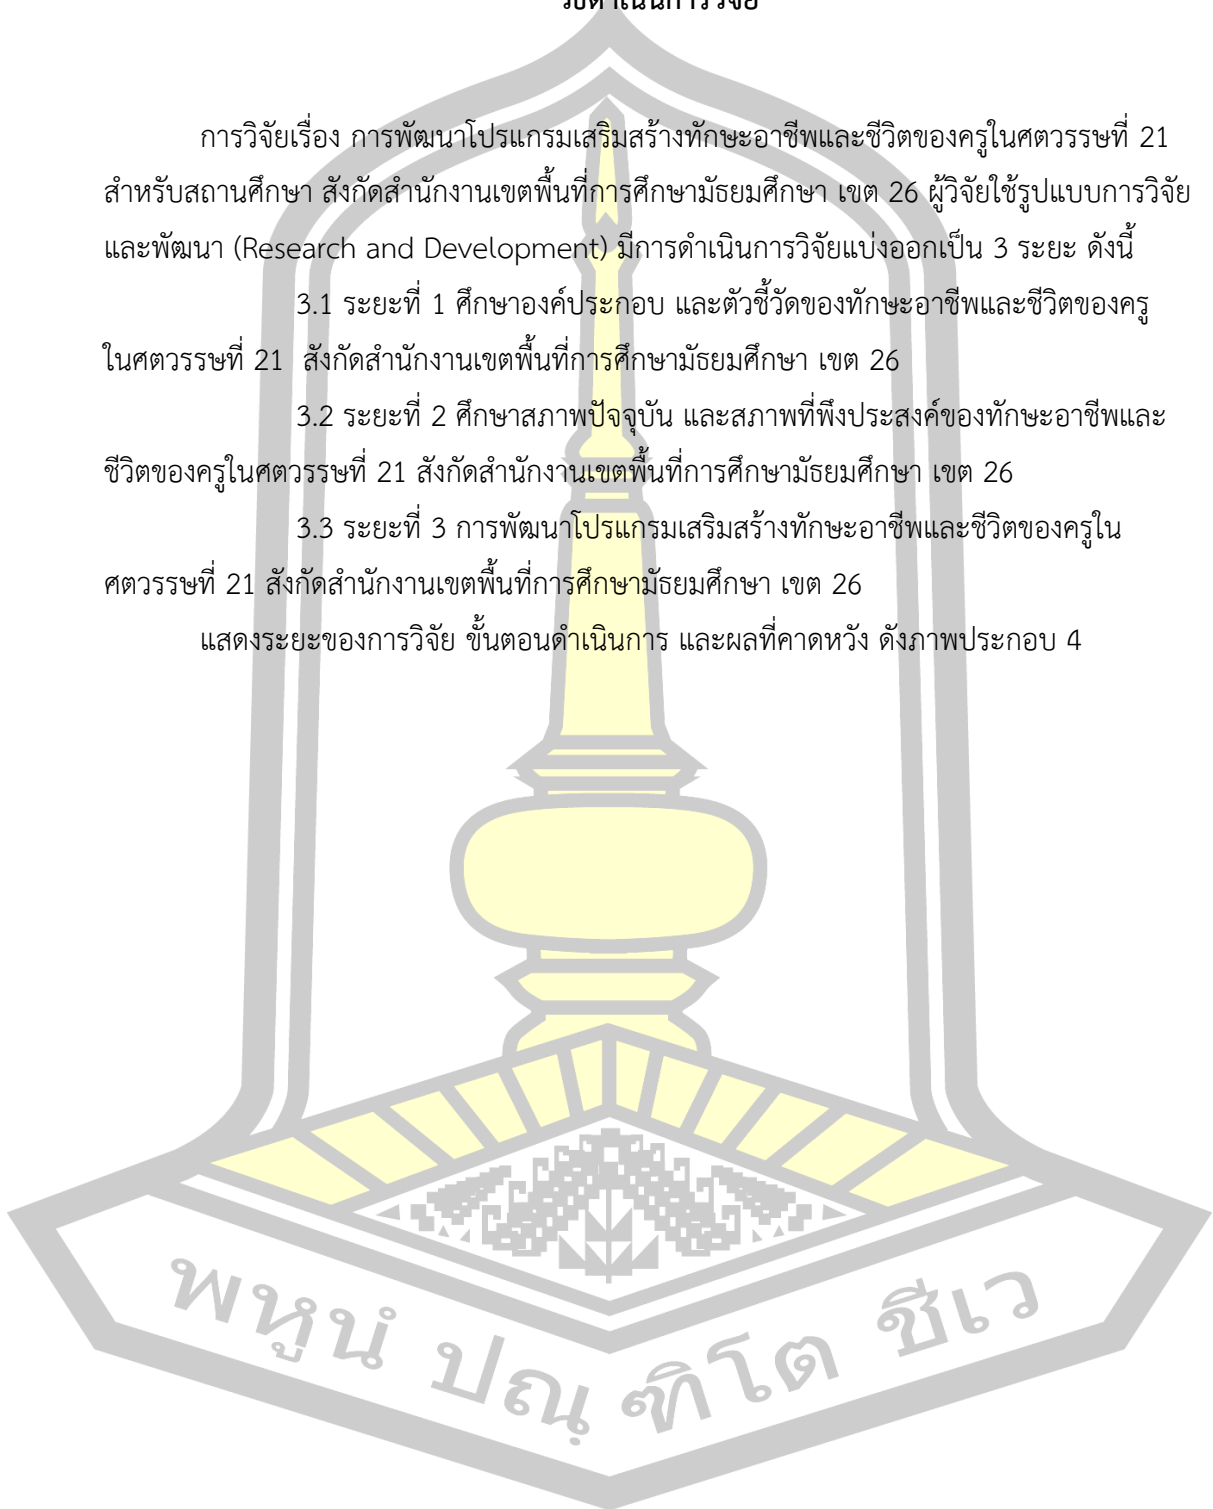 วิธีดำเนินการวิจัย
การวิจัยเรื่อง การพัฒนาโปรแกรมเสริมสร้างทักษะอาชีพและชีวิตของครูในศตวรรษที่ 21
สำหรับสถานศึกษา สังกัดสำนักงานเขตพื้นที่การศึกษามัธยมศึกษา เขต 26 ผู้วิจัยใช้รูปแบบการวิจัย
และพัฒนา (Research and Development) มีการดำเนินการวิจัยแบ่งออกเป็น 3 ระยะ ดังนี้
3.1 ระยะที่ 1 ศึกษาองค์ประกอบ และตัวชี้วัดของทักษะอาชีพและชีวิตของครู
ในศตวรรษที่ 21 สังกัดสำนักงานเขตพื้นที่การศึกษามัธยมศึกษา เขต 26
3.2 ระยะที่ 2 ศึกษาสภาพปัจจุบัน และสภาพที่พึงประสงค์ของทักษะอาชีพและ
ชีวิตของครูในศตวรรษที่ 21 สังกัดสำนักงานเขตพื้นที่การศึกษามัธยมศึกษา เขต 26
3.3 ระยะที่ 3 การพัฒนาโปรแกรมเสริมสร้างทักษะอาชีพและชีวิตของครูใน
ศตวรรษที่ 21 สังกัดสำนักงานเขตพื้นที่การศึกษามัธยมศึกษา เขต 26
แสดงระยะของการวิจัย ขั้นตอนดำเนินการ และผลที่คาดหวัง ดังภาพประกอบ 4
พหูนํ ปณฺฑิโต ชีเว